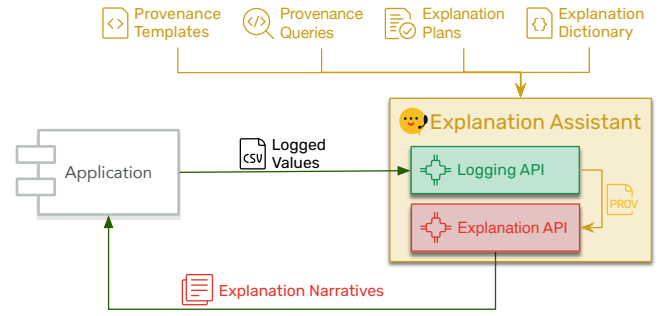 Provenance
Templates
Provenance
Queries
Explanation
Plans
Explanation
Dictionary
Explanation Assistant
CSV
Logged
Values
Application
Logging API
PROV
Explanation API
Explanation Narratives